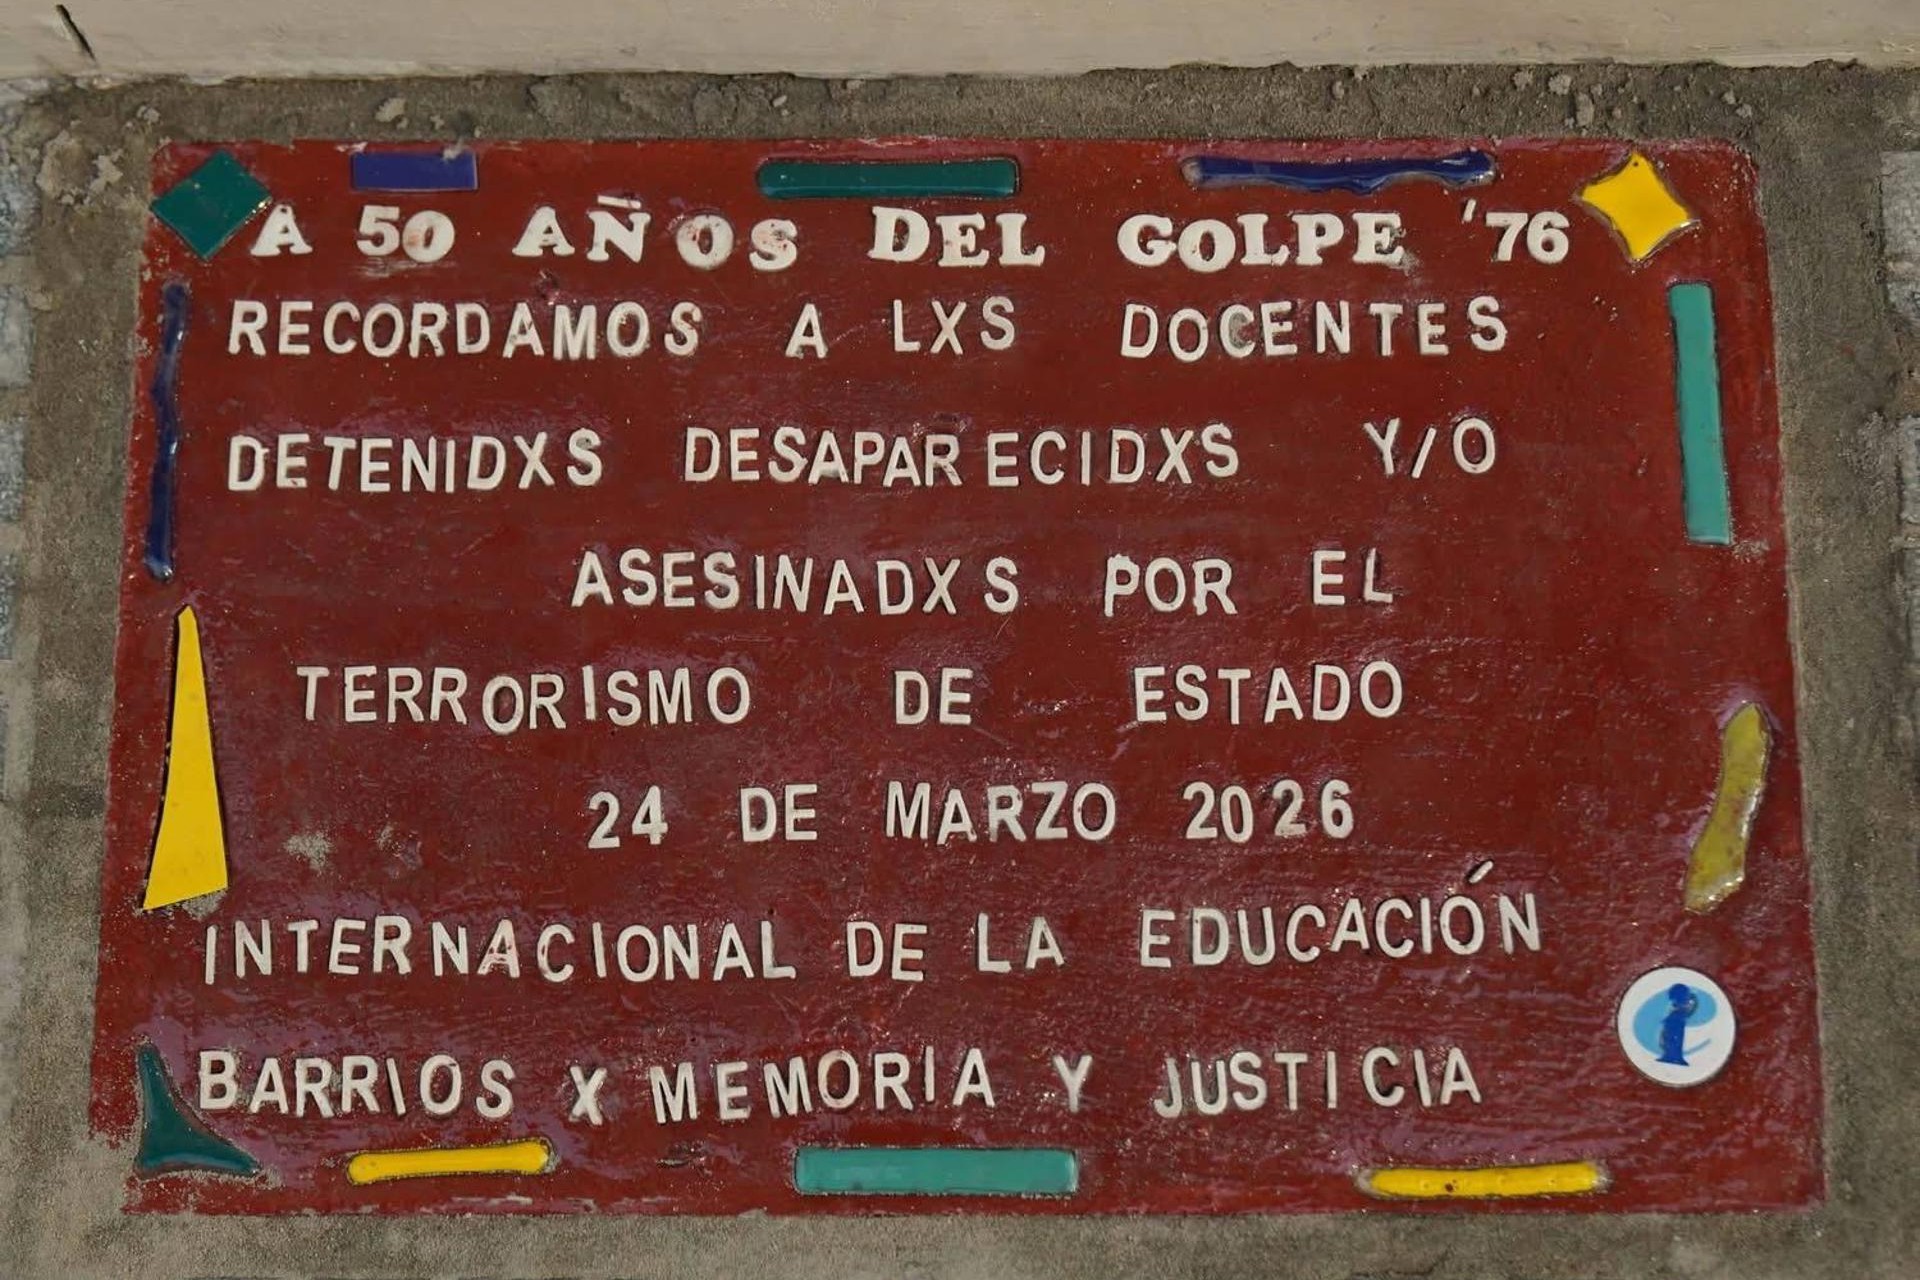 A 50 AÑOS DEL GOLPE '76
RECORDAMOS A LXS DOCENTES
DETENIDXS DESAPARECIDXS Y/O
ASESINADXS POR EL
TERRORISMO DE ESTADO
24 DE MARZO 2026
INTERNACIONAL DE LA EDUCACIÓN
BARRIOS X MEMORIA Y JUSTICIA